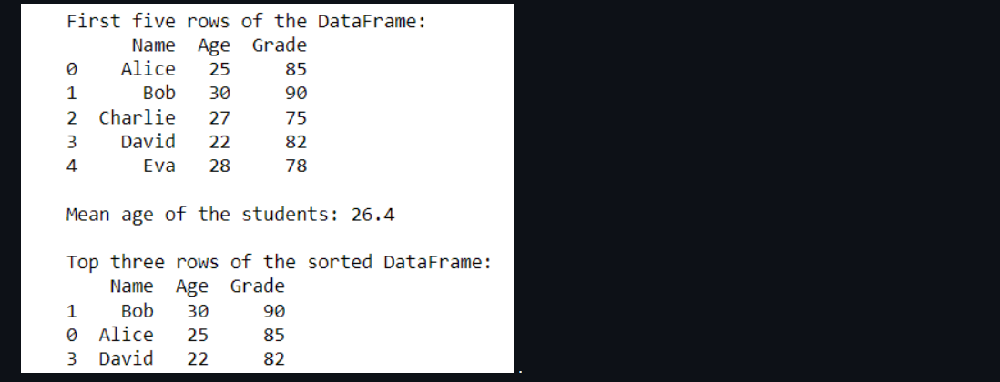 First five rows of the DataFrame:
Name Age Grade
0 Alice 25 85
1 Bob 30 90
2 Charlie 27 75
3 David 22 82
4 Eva 28 78
Mean age of the students: 26.4
Top three rows of the sorted DataFrame:
Name Age Grade
1 Bob 30 90
0 Alice 25 85
3 David 22 82
.